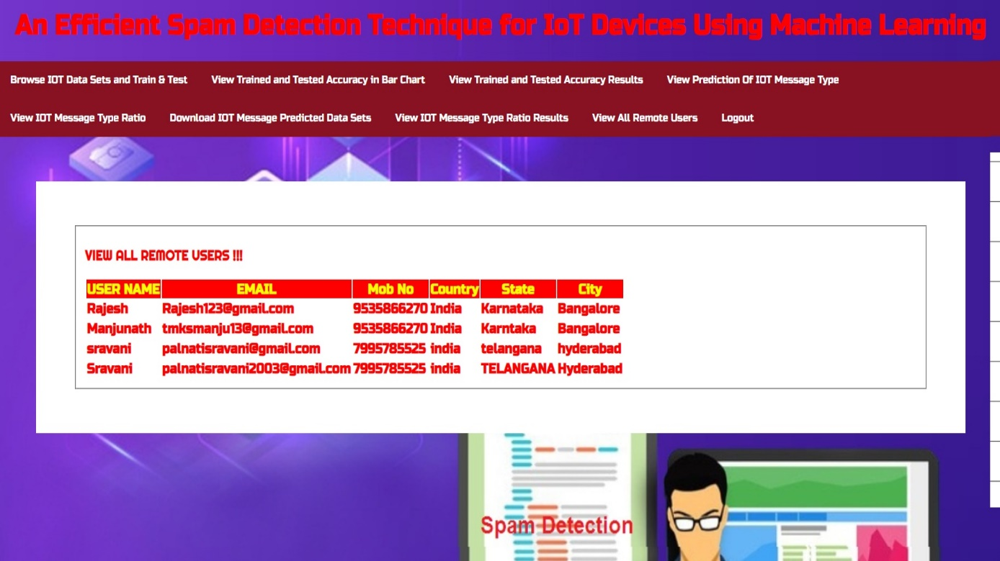 An Efficient Spam Detection Technique for IoT Devices Using Machine Learning
Browse IOT Data Sets and Train & Test View Trained and Tested Accuracy in Bar Chart View Trained and Tested Accuracy Results View Prediction Of IOT Message Type
View IOT Message Type Ratio Download IOT Message Predicted Data Sets View IOT Message Type Ratio Results View All Remote Users Logout
VIEW ALL REMOTE USERS !!!
USER NAME EMAIL Mob No Country State City
Rajesh Rajesh123@gmail.com 9535866270 India Karnataka Bangalore
Manjunath tmksmanju13@gmail.com 9535866270 India Karntaka Bangalore
sravani palnatisravani@gmail.com 7995785525 india telangana hyderabad
Sravani palnatisravani2003@gmail.com 7995785525 india TELANGANA Hyderabad
Spam Detection